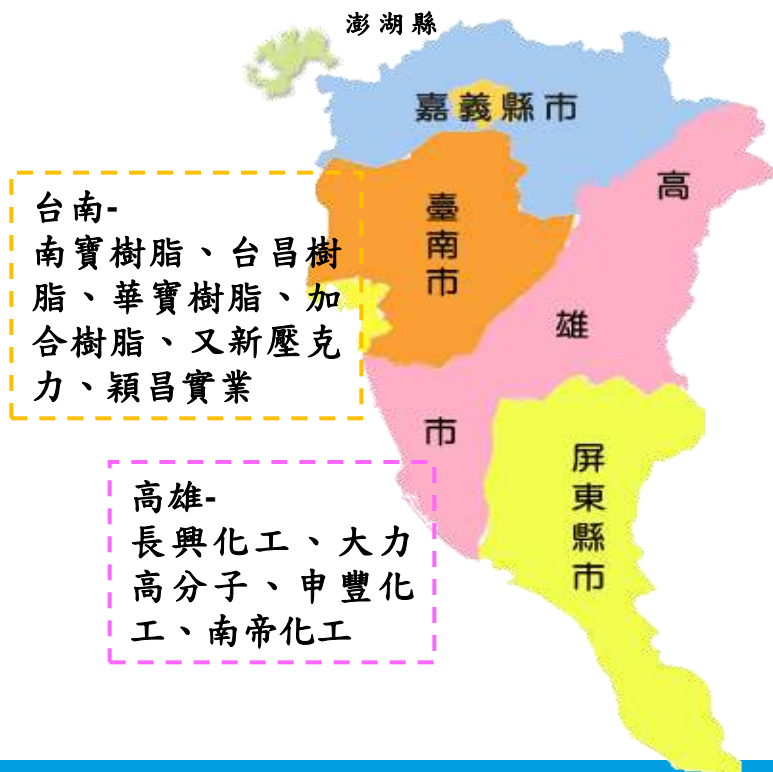 澎湖縣
嘉義縣市
高
雄
市
臺南市
台南-
南寶樹脂、台昌樹
脂、華寶樹脂、加
合樹脂、又新壓克
力、穎昌實業
高雄-
長興化工、大力
高分子、申豐化
工、南帝化工
屏東縣市